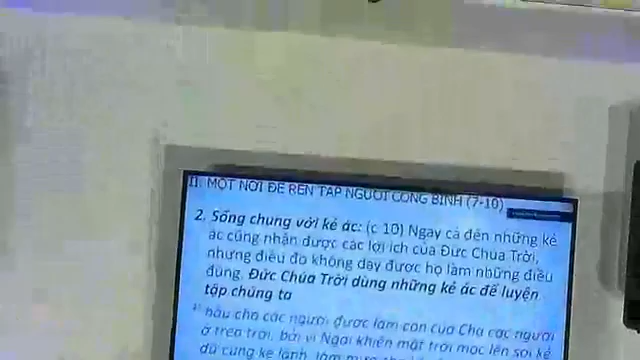 II. MỘT NƠI ĐỂ RÈN TẬP NGƯỜI CÔNG BÌNH (7-10)
2. Sống chung với kẻ ác: (c 10) Ngay cả đến những kẻ
ác cũng nhận được các lợi ích của Đức Chúa Trời,
nhưng điều đó không dạy được họ làm những điều
đúng. Đức Chúa Trời dùng những kẻ ác để luyện
tập chúng ta
hầu cho các ngươi được làm con của Cha các ngươi
ở trên trời, bởi vì Ngài khiến mặt trời mọc lên soi kẻ
dữ cùng kẻ lành, làm mưa cho